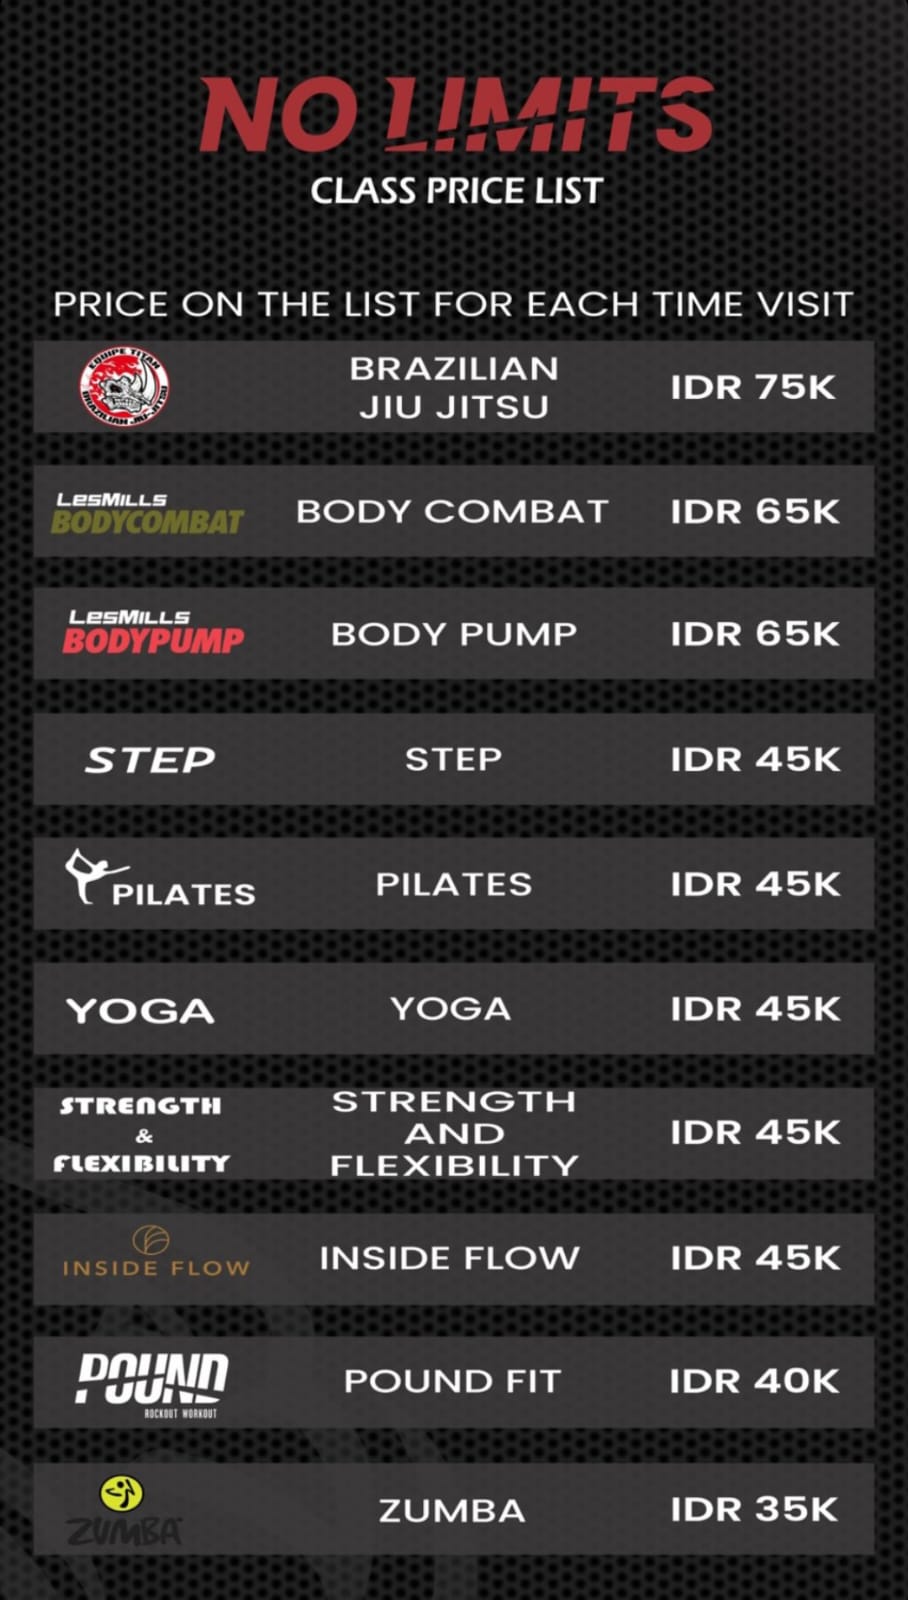 NO LIMITS
CLASS PRICE LIST
PRICE ON THE LIST FOR EACH TIME VISIT
EQUIPE TITAN
BRAZILIAN JIU-JITSU
BRAZILIAN
JIU JITSU
IDR 75K
LesMILLS
BODYCOMBAT
BODY COMBAT
IDR 65K
LesMILLS
BODYPUMP
BODY PUMP
IDR 65K
STEP
STEP
IDR 45K
PILATES
PILATES
IDR 45K
YOGA
YOGA
IDR 45K
STRENGTH
&
FLEXIBILITY
STRENGTH
AND
FLEXIBILITY
IDR 45K
INSIDE FLOW
INSIDE FLOW
IDR 45K
POUND
ROCKOUT WORKOUT
POUND FIT
IDR 40K
ZUMBA
ZUMBA
IDR 35K